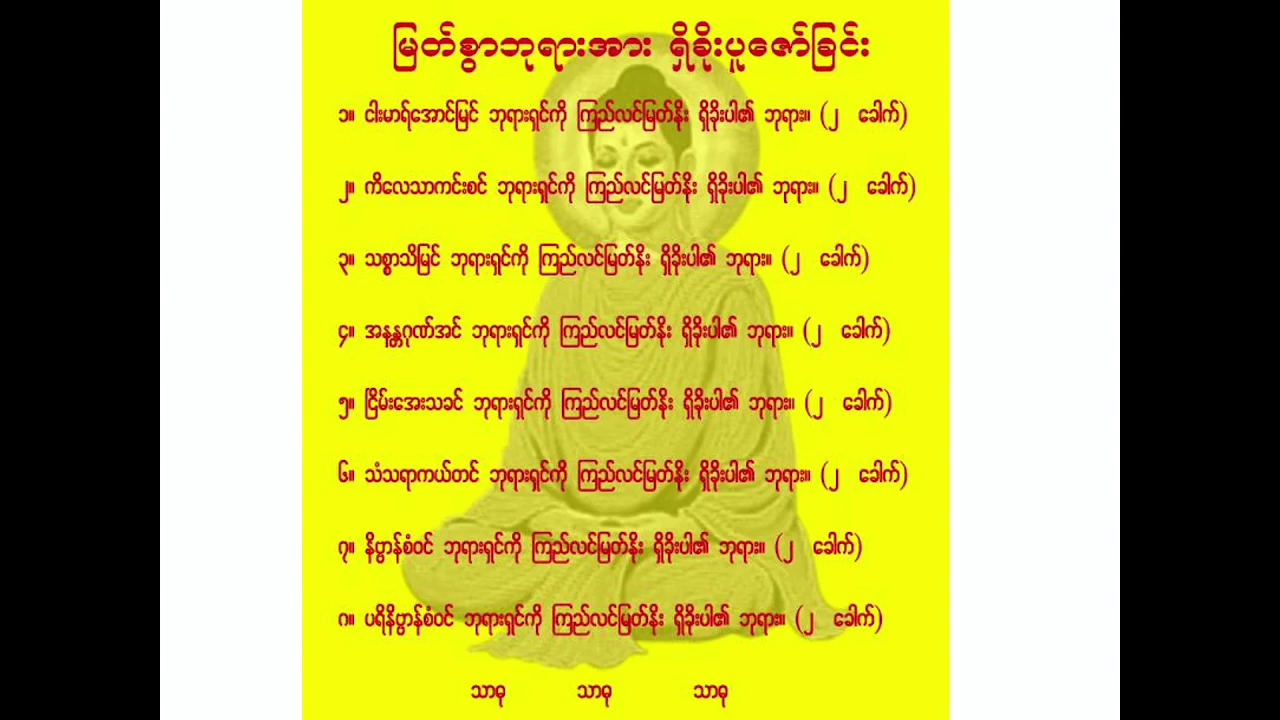 မြတ်စွာဘုရားအား ရှိခိုးပူဇော်ခြင်း
၁။ ငါးမာရ်အောင်မြင် ဘုရားရှင်ကို ကြည်လင်မြတ်နိုး ရှိခိုးပါ၏ ဘုရား။ (၂ ခေါက်)
၂။ ကိလေသာကင်းစင် ဘုရားရှင်ကို ကြည်လင်မြတ်နိုး ရှိခိုးပါ၏ ဘုရား။ (၂ ခေါက်)
၃။ သစ္စာသိမြင် ဘုရားရှင်ကို ကြည်လင်မြတ်နိုး ရှိခိုးပါ၏ ဘုရား။ (၂ ခေါက်)
၄။ အနန္တဂုဏ်အင် ဘုရားရှင်ကို ကြည်လင်မြတ်နိုး ရှိခိုးပါ၏ ဘုရား။ (၂ ခေါက်)
၅။ ငြိမ်းအေးသခင် ဘုရားရှင်ကို ကြည်လင်မြတ်နိုး ရှိခိုးပါ၏ ဘုရား။ (၂ ခေါက်)
၆။ သံသရာကယ်တင် ဘုရားရှင်ကို ကြည်လင်မြတ်နိုး ရှိခိုးပါ၏ ဘုရား။ (၂ ခေါက်)
၇။ နိဗ္ဗာန်စံဝင် ဘုရားရှင်ကို ကြည်လင်မြတ်နိုး ရှိခိုးပါ၏ ဘုရား။ (၂ ခေါက်)
၈။ ပရိနိဗ္ဗာန်စံဝင် ဘုရားရှင်ကို ကြည်လင်မြတ်နိုး ရှိခိုးပါ၏ ဘုရား။ (၂ ခေါက်)
သာဓု သာဓု သာဓု